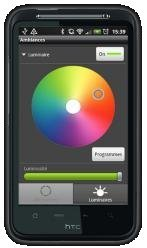 15:39
Ambiances
Luminaire
On
Programmes
Luminosité
Luminaires
hTC